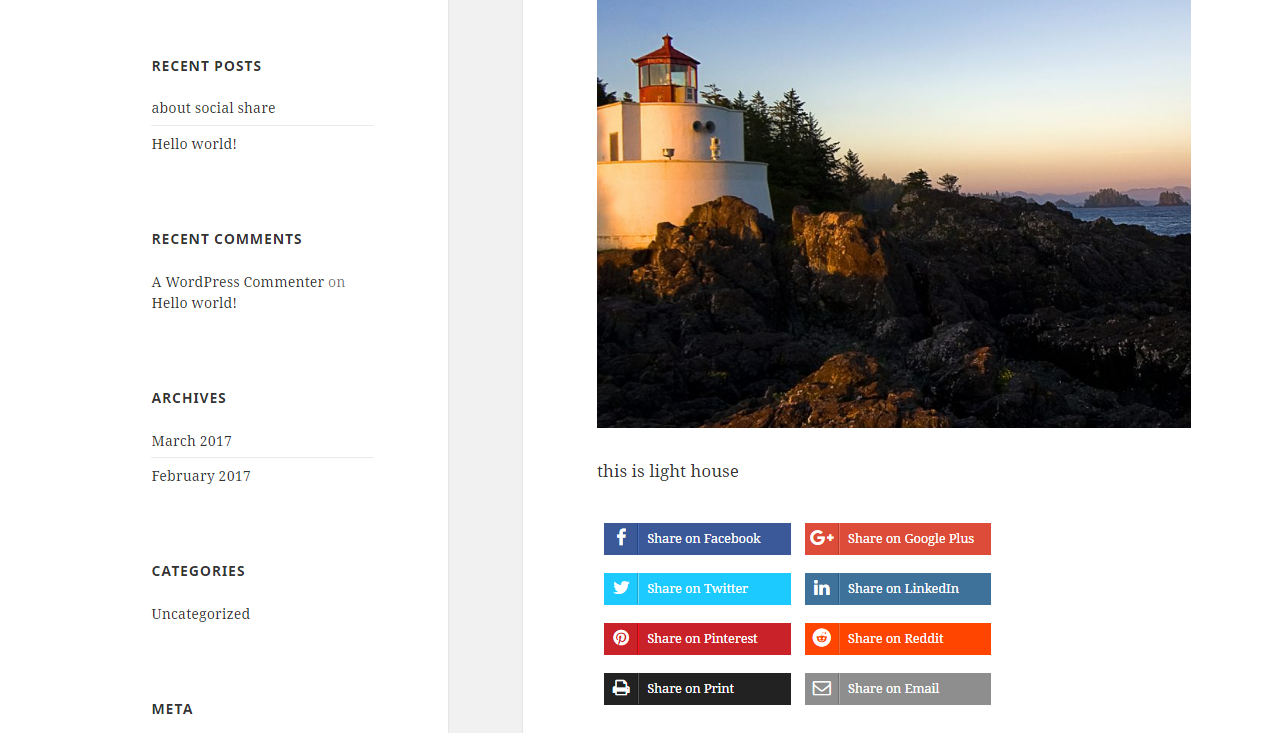 RECENT POSTS
about social share
Hello world!
RECENT COMMENTS
A WordPress Commenter on
Hello world!
ARCHIVES
March 2017
February 2017
CATEGORIES
Uncategorized
META
this is light house
Share on Facebook
Share on Google Plus
Share on Twitter
Share on LinkedIn
Share on Pinterest
Share on Reddit
Share on Print
Share on Email